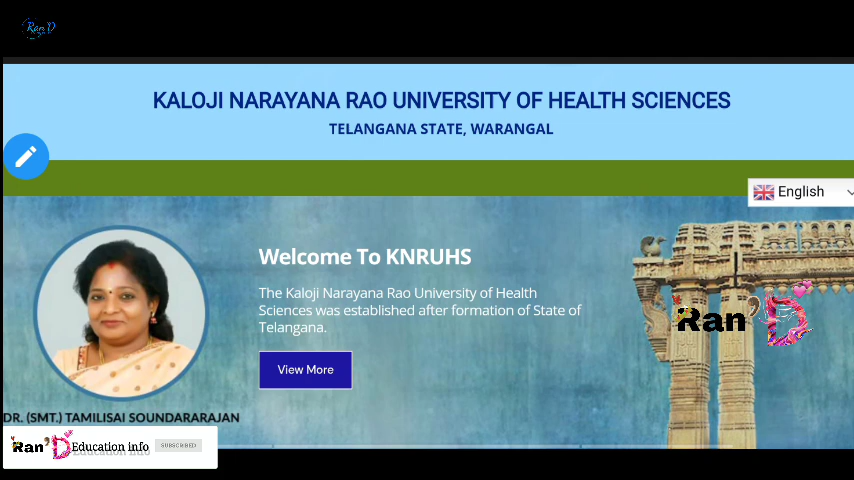 Ran'D
KALOJI NARAYANA RAO UNIVERSITY OF HEALTH SCIENCES
TELANGANA STATE, WARANGAL
English
Welcome To KNRUHS
The Kaloji Narayana Rao University of Health
Sciences was established after formation of State of
Telangana.
Ran'D
View More
DR. (SMT.) TAMILISAI SOUNDARARAJAN
Ran'D Education info SUBSCRIBED